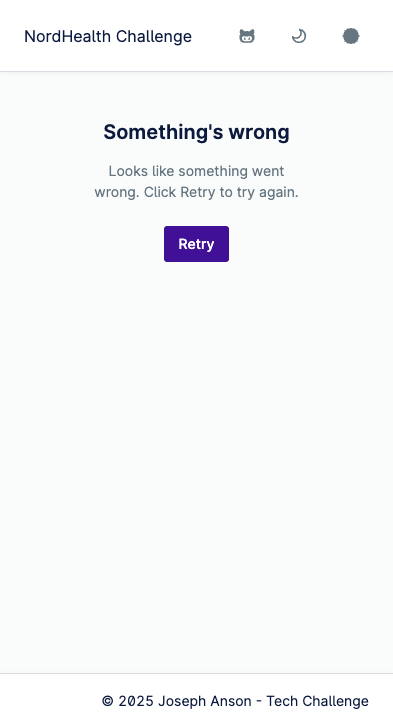 NordHealth Challenge
Something's wrong
Looks like something went
wrong. Click Retry to try again.
Retry
© 2025 Joseph Anson - Tech Challenge